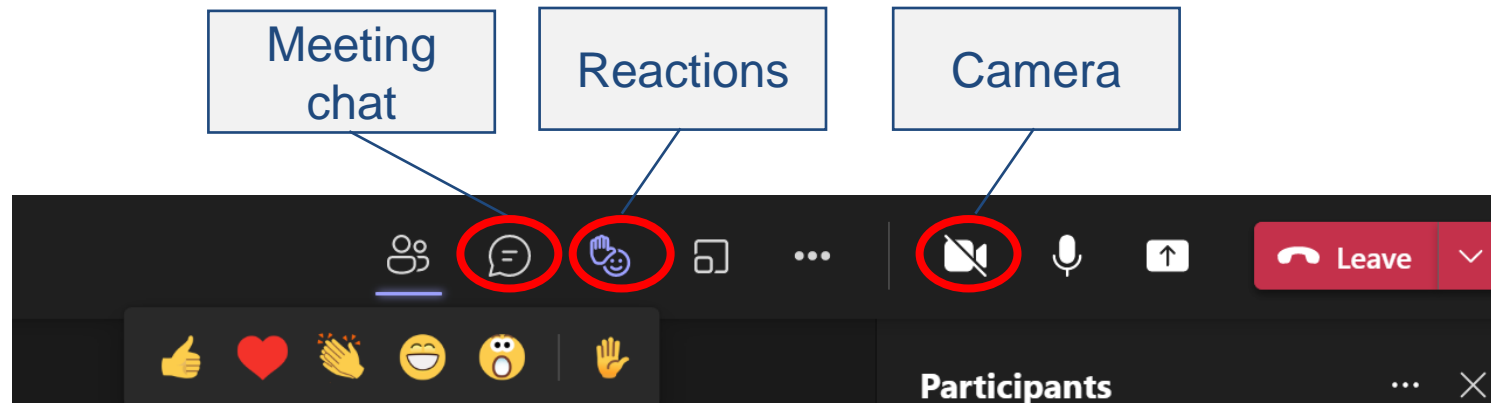 Meeting
chat
Reactions
Camera
Leave
Participants